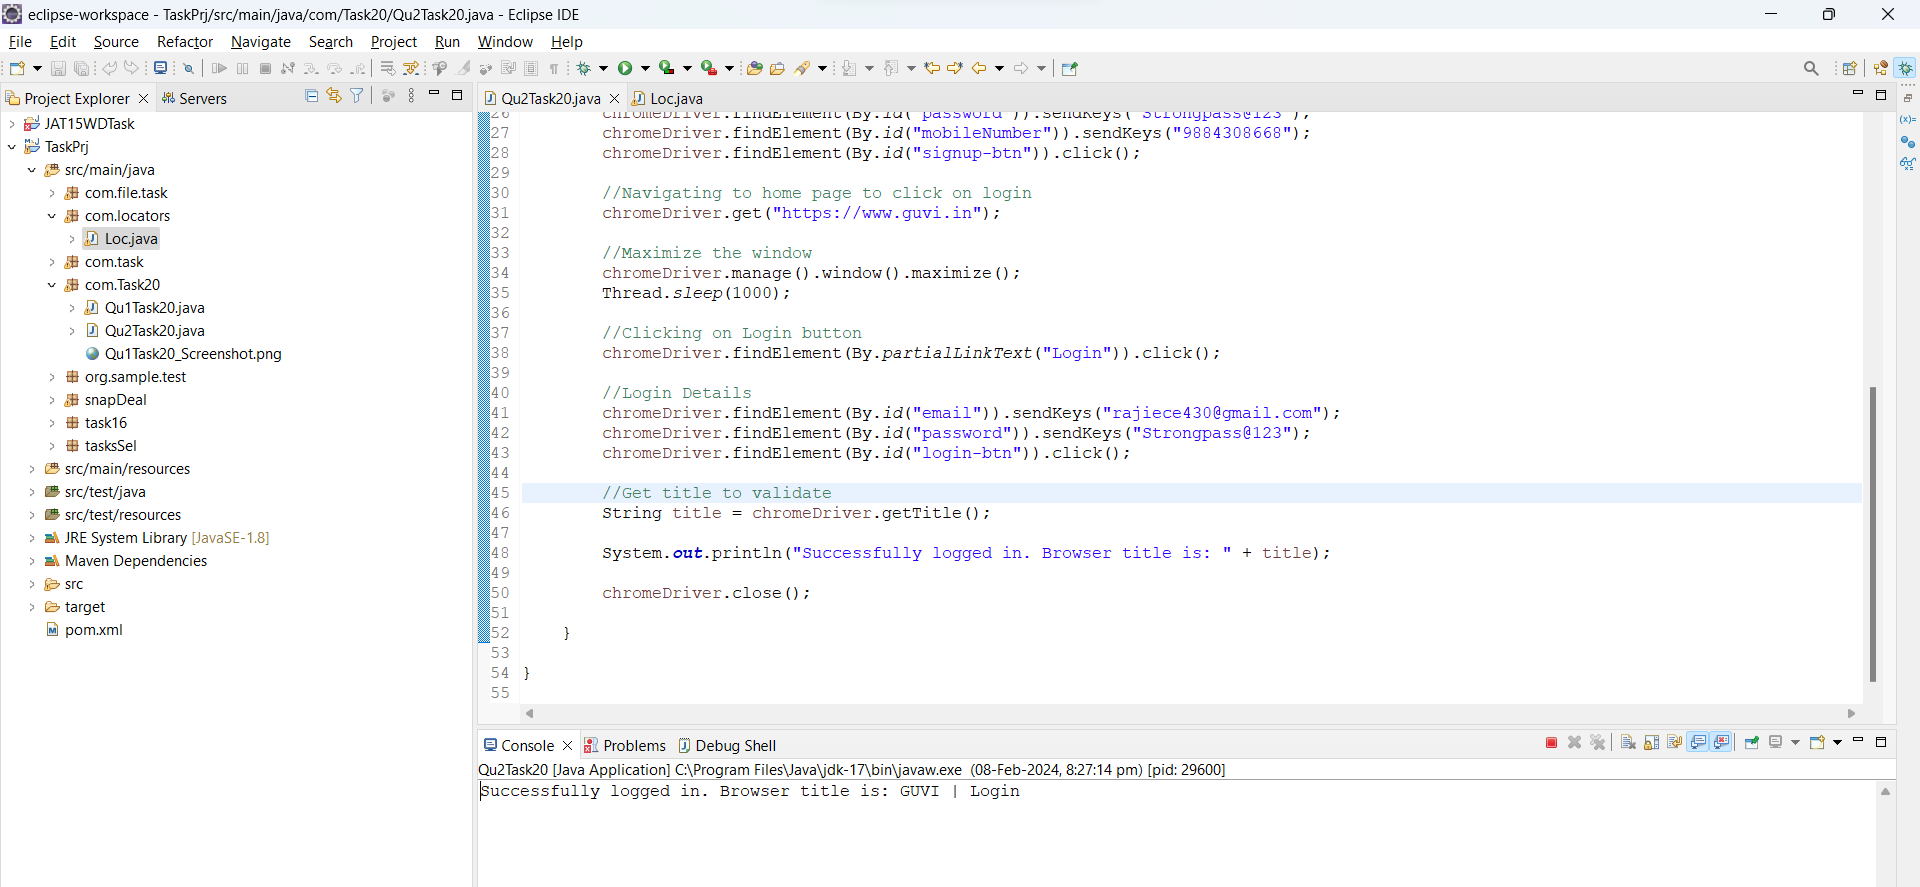 eclipse-workspace - TaskPrj/src/main/java/com/Task20/Qu2Task20.java - Eclipse IDE
File Edit Source Refactor Navigate Search Project Run Window Help
Project Explorer Servers
JAT15WDTask
TaskPrj
src/main/java
com.file.task
com.locators
Loc.java
com.task
com.Task20
Qu1Task20.java
Qu2Task20.java
Qu1Task20_Screenshot.png
org.sample.test
snapDeal
task16
tasksSel
src/main/resources
src/test/java
src/test/resources
JRE System Library [JavaSE-1.8]
Maven Dependencies
src
target
pom.xml
Qu2Task20.java Loc.java
26 chromeDriver.findElement(By.id("password")).sendKeys("Strongpass@123");
27 chromeDriver.findElement(By.id("mobileNumber")).sendKeys("9884308668");
28 chromeDriver.findElement(By.id("signup-btn")).click();
29
30 //Navigating to home page to click on login
31 chromeDriver.get("https://www.guvi.in");
32
33 //Maximize the window
34 chromeDriver.manage().window().maximize();
35 Thread.sleep(1000);
36
37 //Clicking on Login button
38 chromeDriver.findElement(By.partialLinkText("Login")).click();
39
40 //Login Details
41 chromeDriver.findElement(By.id("email")).sendKeys("rajiece430@gmail.com");
42 chromeDriver.findElement(By.id("password")).sendKeys("Strongpass@123");
43 chromeDriver.findElement(By.id("login-btn")).click();
44
45 //Get title to validate
46 String title = chromeDriver.getTitle();
47
48 System.out.println("Successfully logged in. Browser title is: " + title);
49
50 chromeDriver.close();
51
52 }
53
54 }
55
Console Problems Debug Shell
Qu2Task20 [Java Application] C:\Program Files\Java\jdk-17\bin\javaw.exe (08-Feb-2024, 8:27:14 pm) [pid: 29600]
Successfully logged in. Browser title is: GUVI | Login